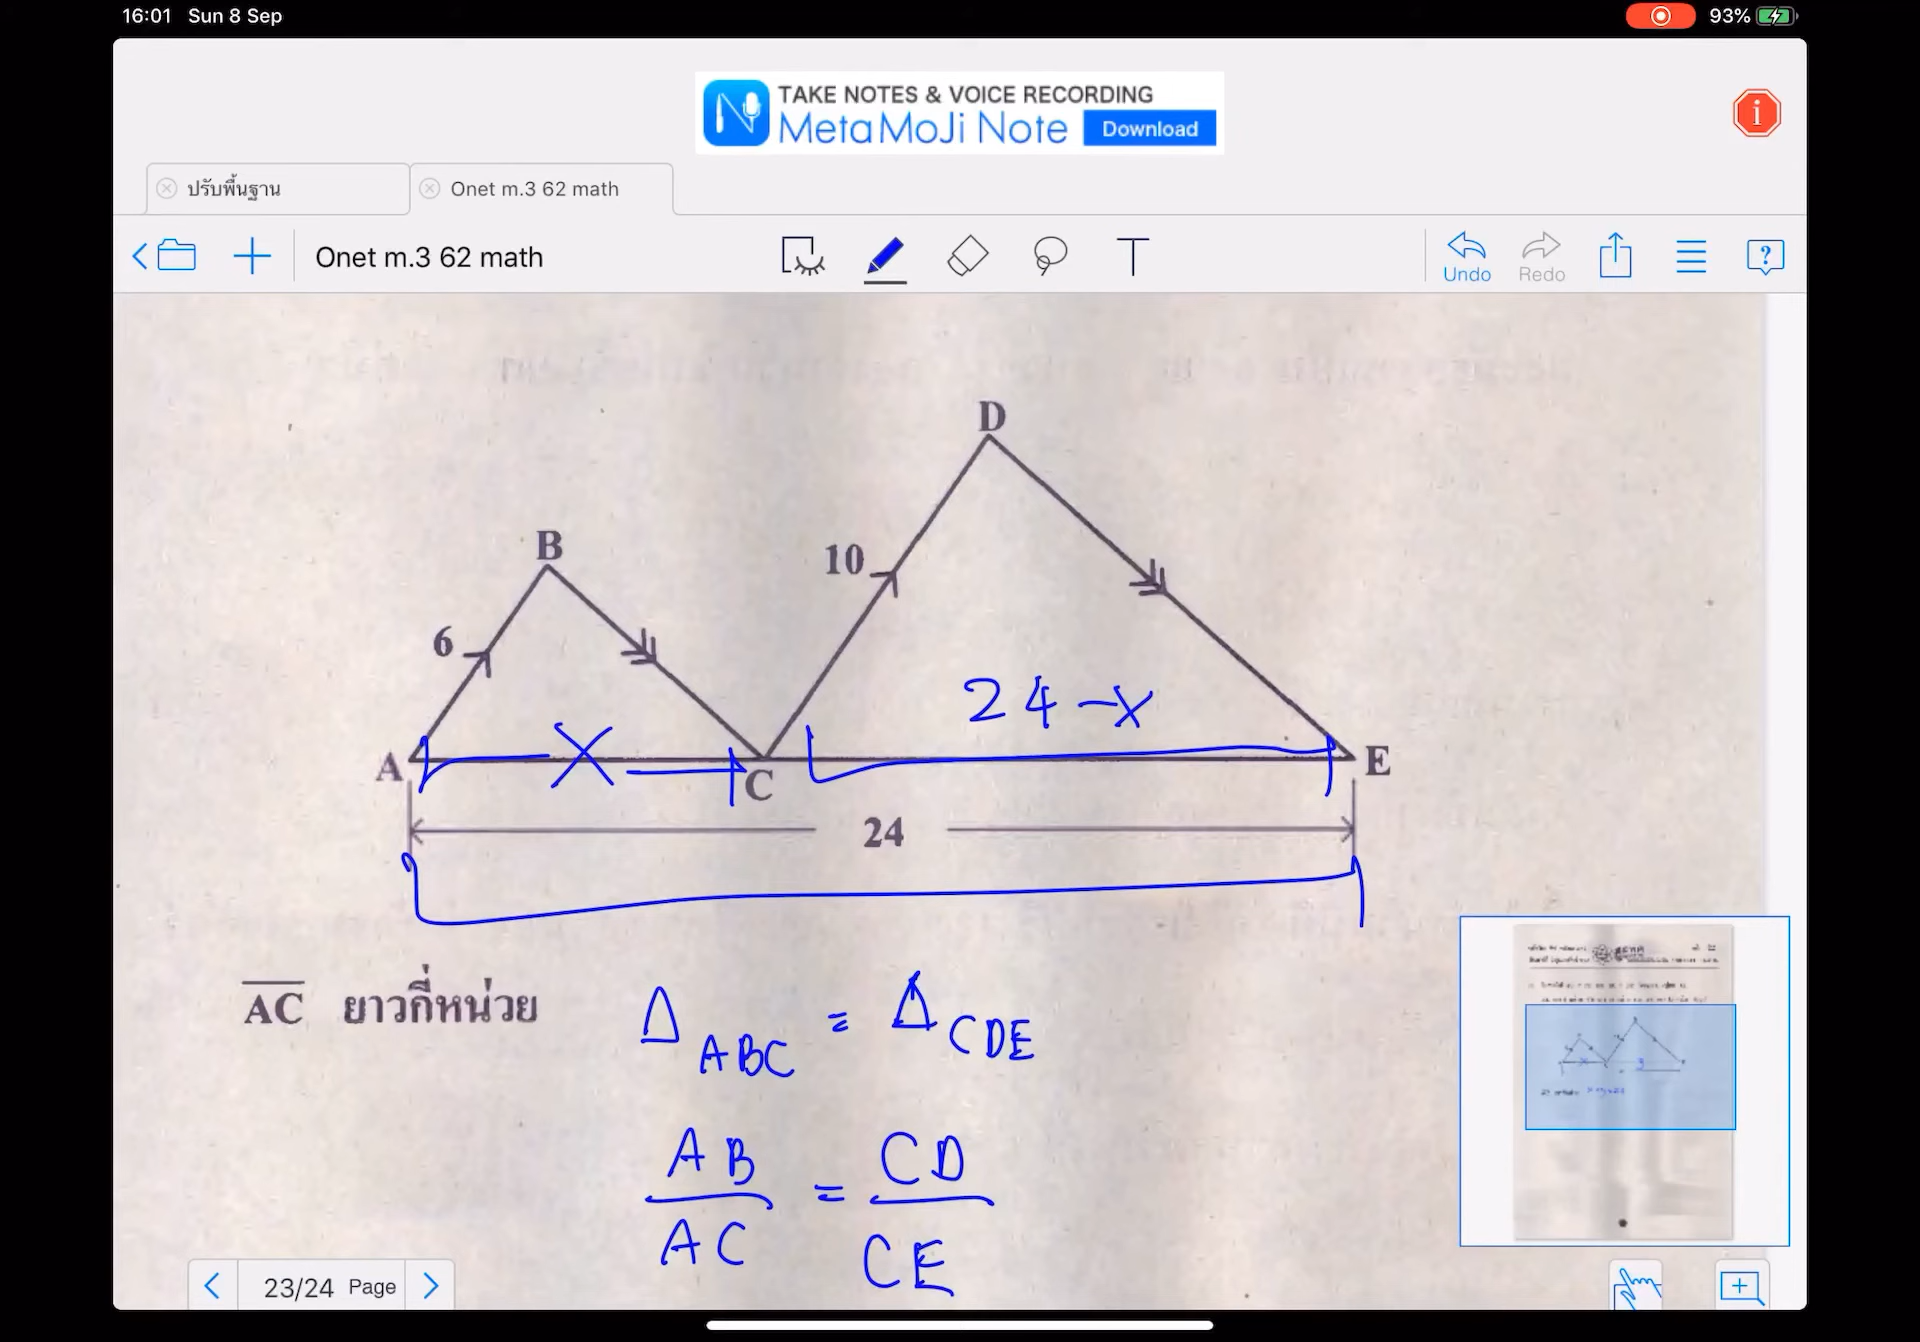 16:01 Sun 8 Sep
93%
TAKE NOTES & VOICE RECORDING
MetaMoJi Note Download
ปรับพื้นฐาน
Onet m.3 62 math
Onet m.3 62 math
T
Undo
Redo
D
B
10
6
24-x
A
x
C
E
24
AC ยาวกี่หน่วย
Δ ABC = Δ CDE
AB = CD
AC CE
23/24 Page